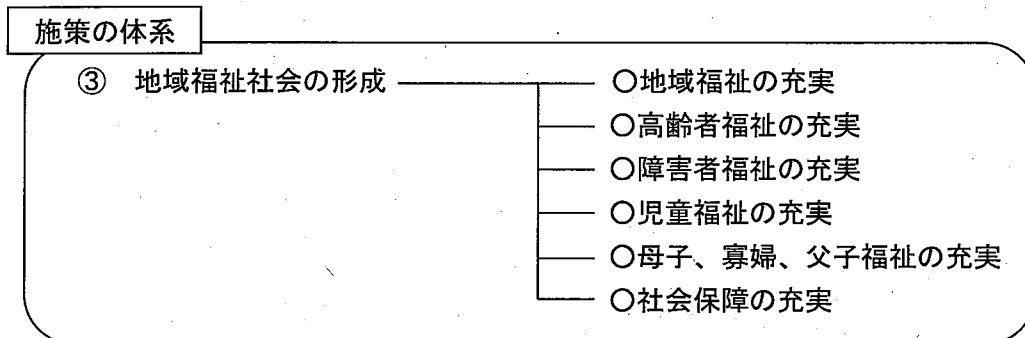 施策の体系
③ 地域福祉社会の形成
○地域福祉の充実
○高齢者福祉の充実
○障害者福祉の充実
○児童福祉の充実
○母子、寡婦、父子福祉の充実
○社会保障の充実